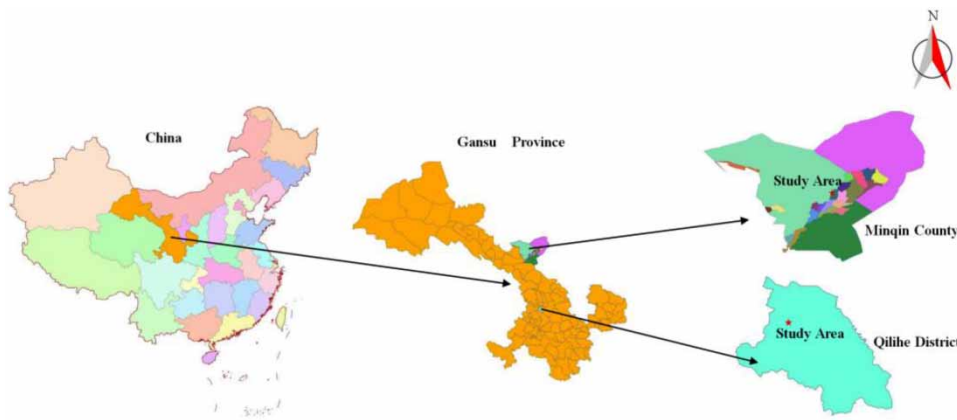 N
China
Gansu Province
Study Area
Minqin County
Study Area
Qilihe District